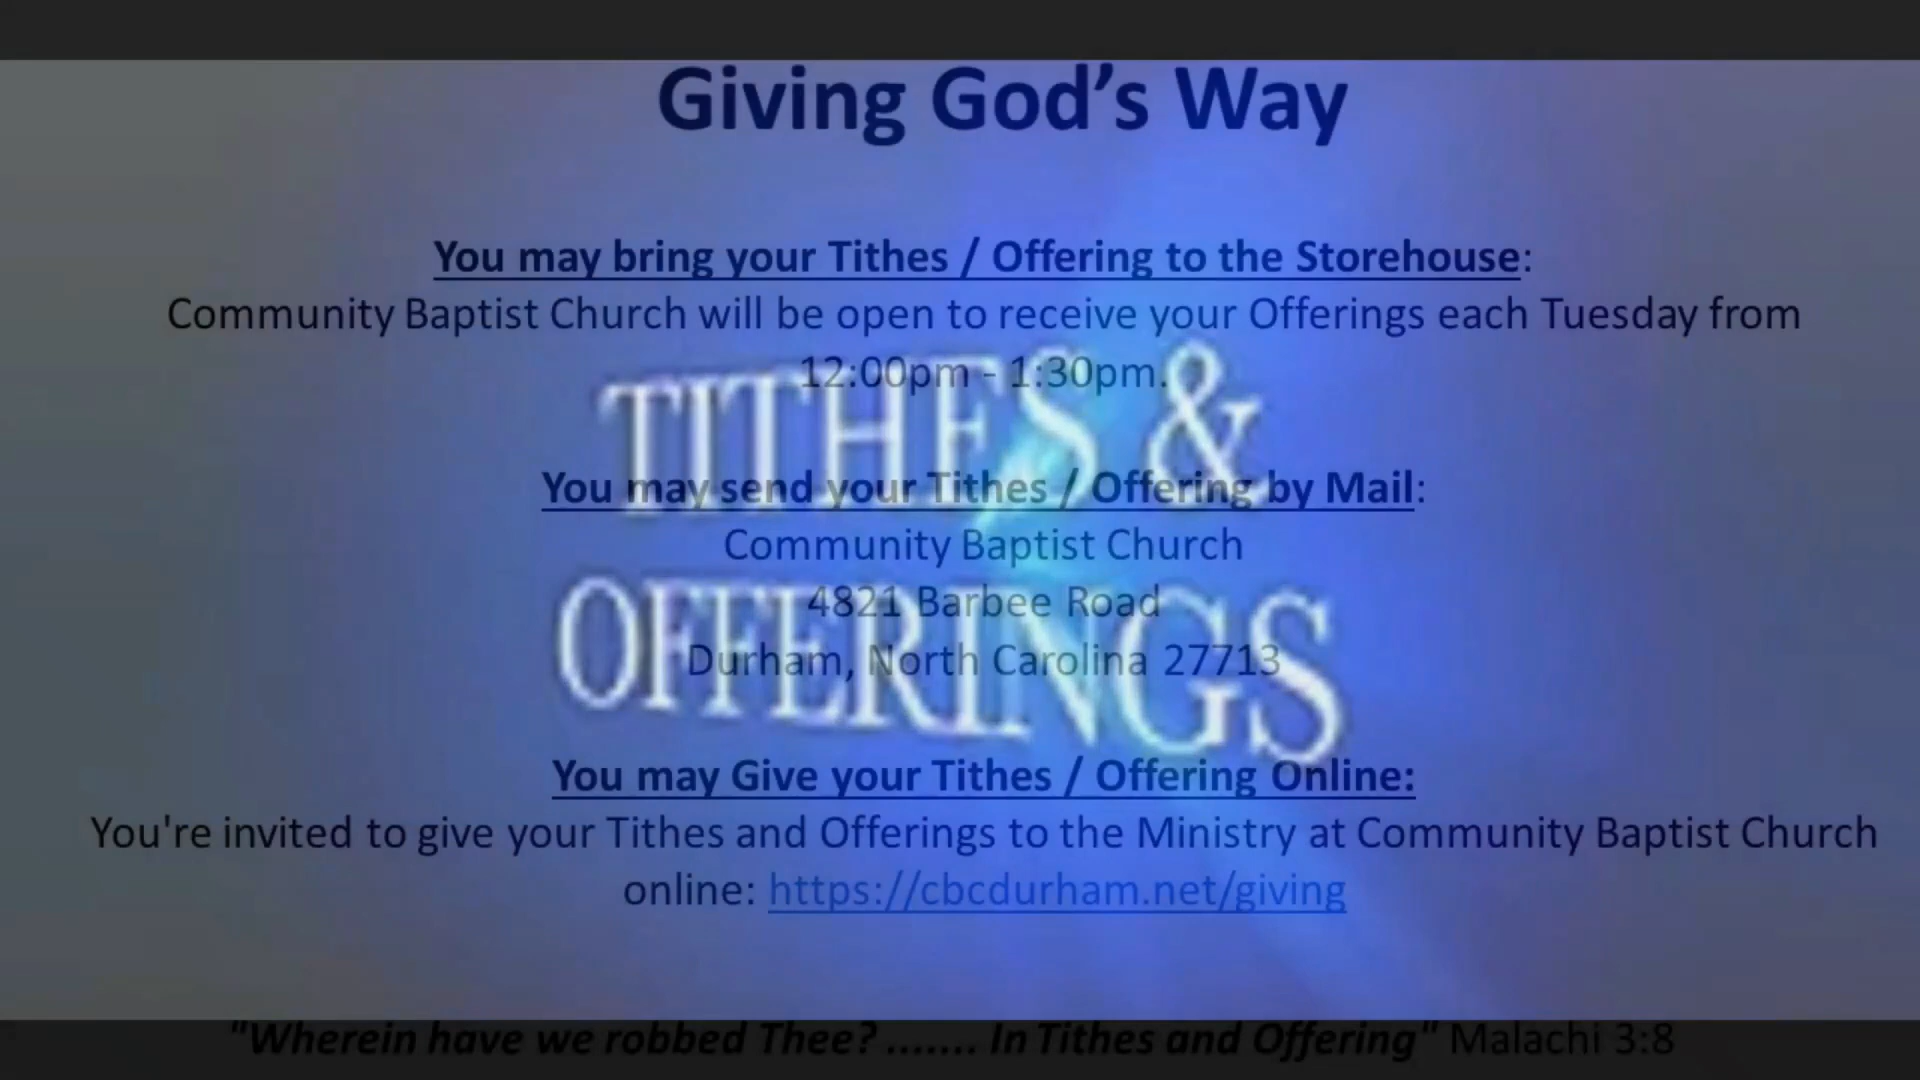 Giving God’s Way
You may bring your Tithes / Offering to the Storehouse:
Community Baptist Church will be open to receive your Offerings each Tuesday from
12:00pm - 1:30pm.
TITHES &
You may send your Tithes / Offering by Mail:
Community Baptist Church
4821 Barbee Road
OFFERINGS
Durham, North Carolina 27713
You may Give your Tithes / Offering Online:
You're invited to give your Tithes and Offerings to the Ministry at Community Baptist Church
online: https://cbcdurham.net/giving
"Wherein have we robbed Thee? ....... In Tithes and Offering" Malachi 3:8